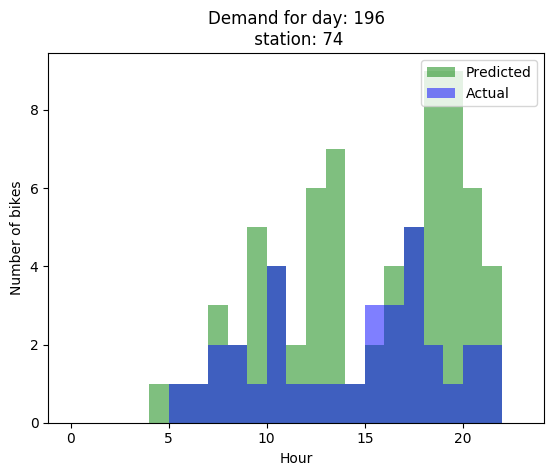 Demand for day: 196
station: 74
Predicted
Actual
8
6
4
2
0
Number of bikes
0 5 10 15 20
Hour